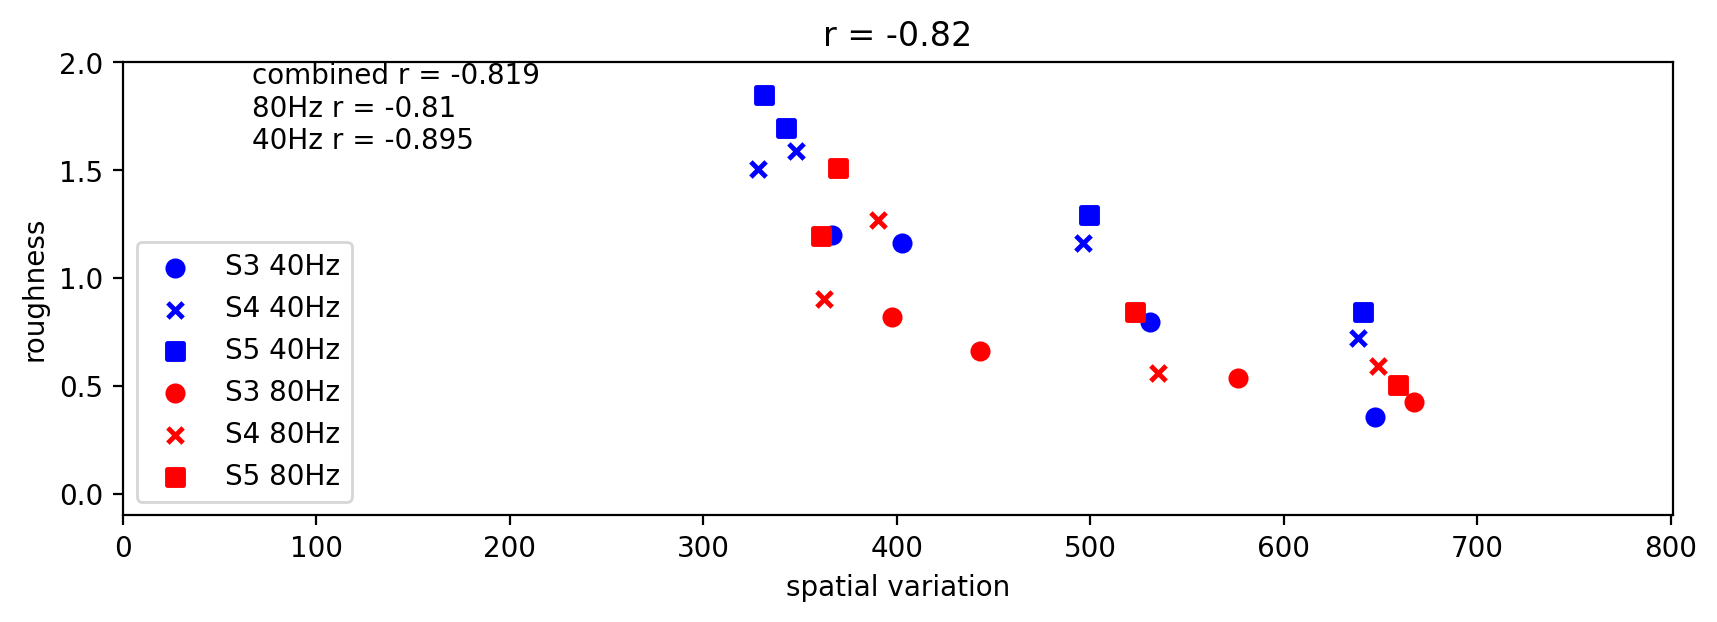 r = -0.82
combined r = -0.819
80Hz r = -0.81
40Hz r = -0.895
2.0
1.5
1.0
0.5
0.0
roughness
S3 40Hz
S4 40Hz
S5 40Hz
S3 80Hz
S4 80Hz
S5 80Hz
0 100 200 300 400 500 600 700 800
spatial variation